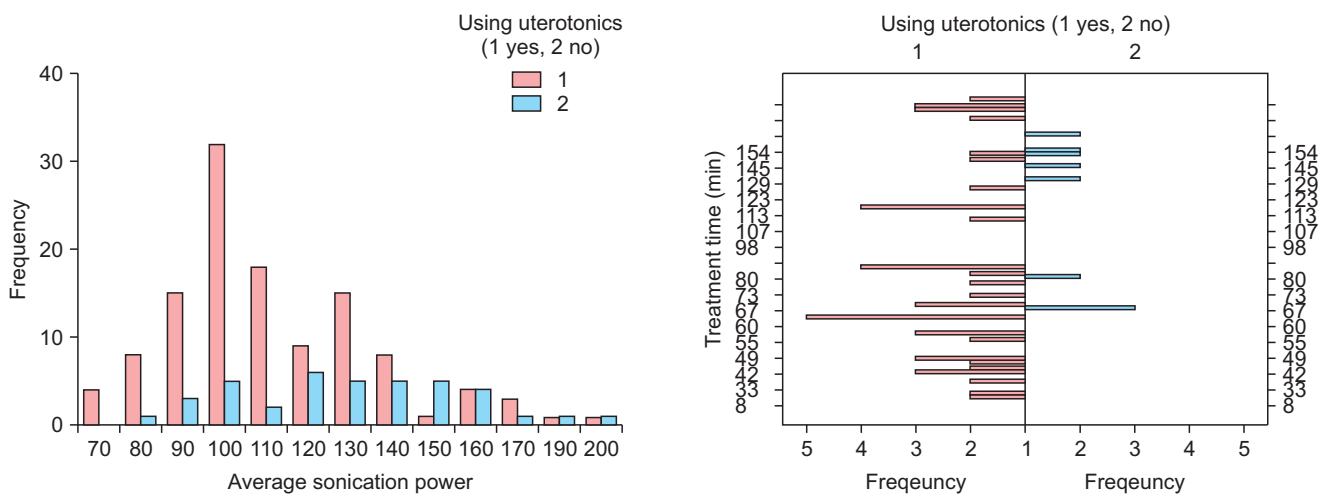 Using uterotonics
(1 yes, 2 no)
1
2
40
30
20
10
0
Frequency
70 80 90 100 110 120 130 140 150 160 170 190 200
Average sonication power
Using uterotonics (1 yes, 2 no)
1 2
Treatment time (min)
154 154
145 145
129 129
123 123
113 113
107 107
98 98
80 80
73 73
67 67
60 60
55 55
49 49
42 42
33 33
8 8
5 4 3 2 1 2 3 4 5
Freqeuncy Freqeuncy